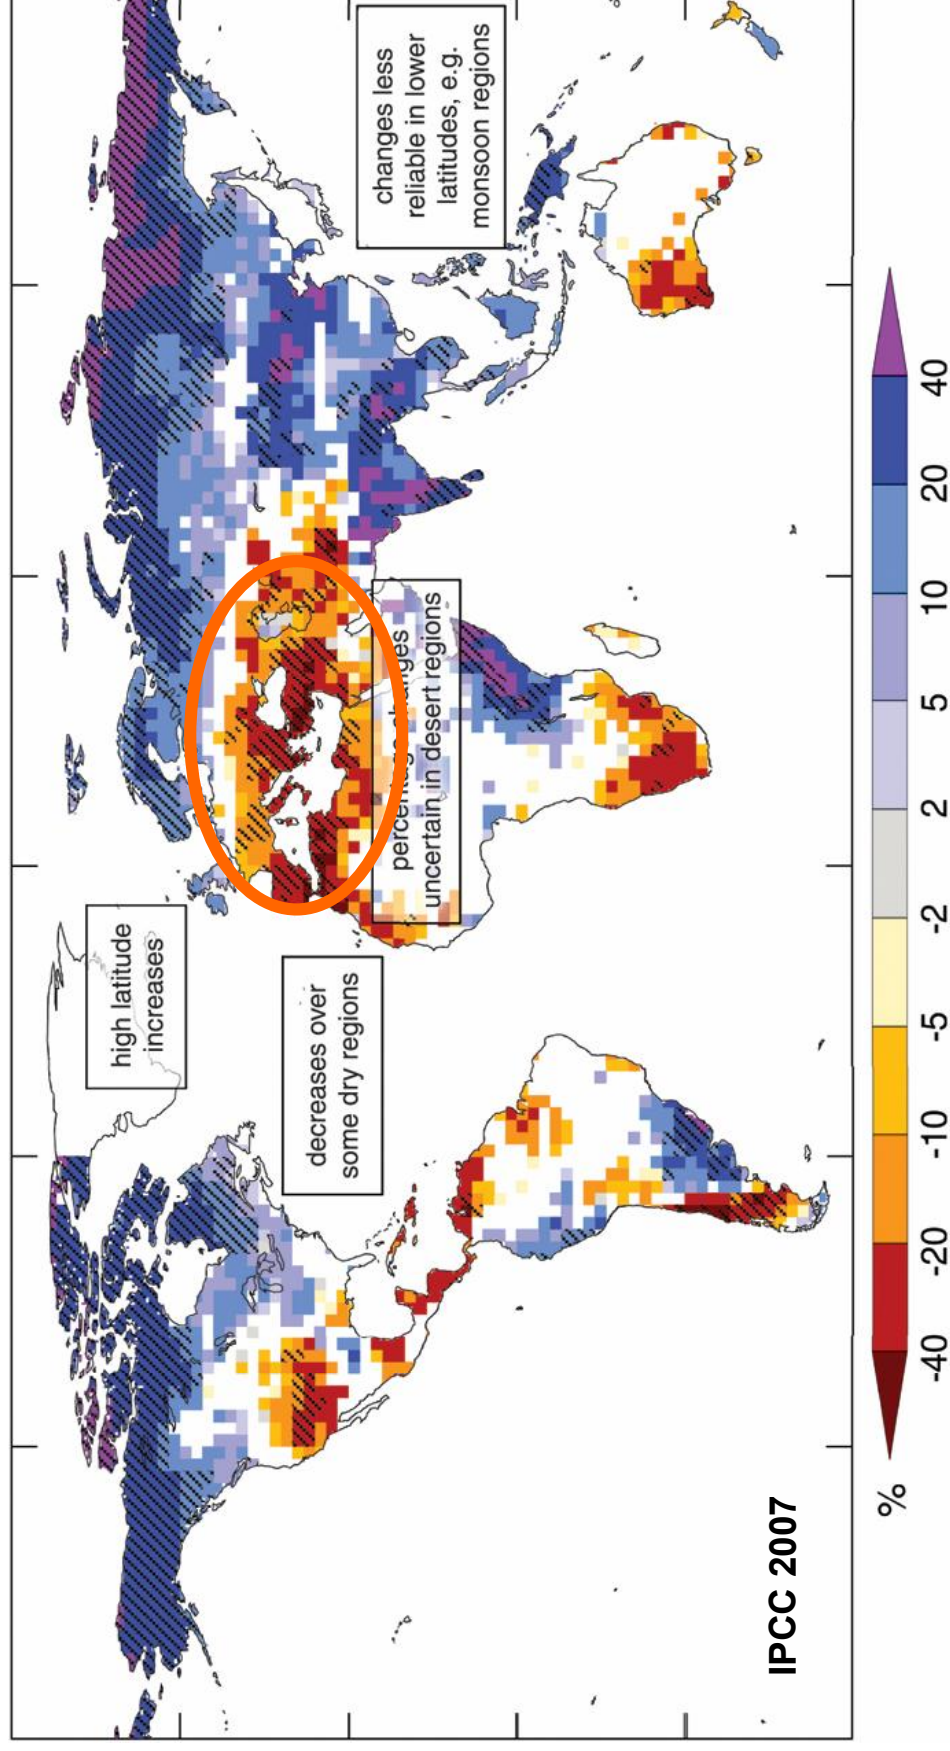 high latitude
increases
decreases over
some dry regions
percentage changes
uncertain in desert regions
changes less
reliable in lower
latitudes, e.g.
monsoon regions
IPCC 2007
%
-40 -20 -10 -5 -2 2 5 10 20 40